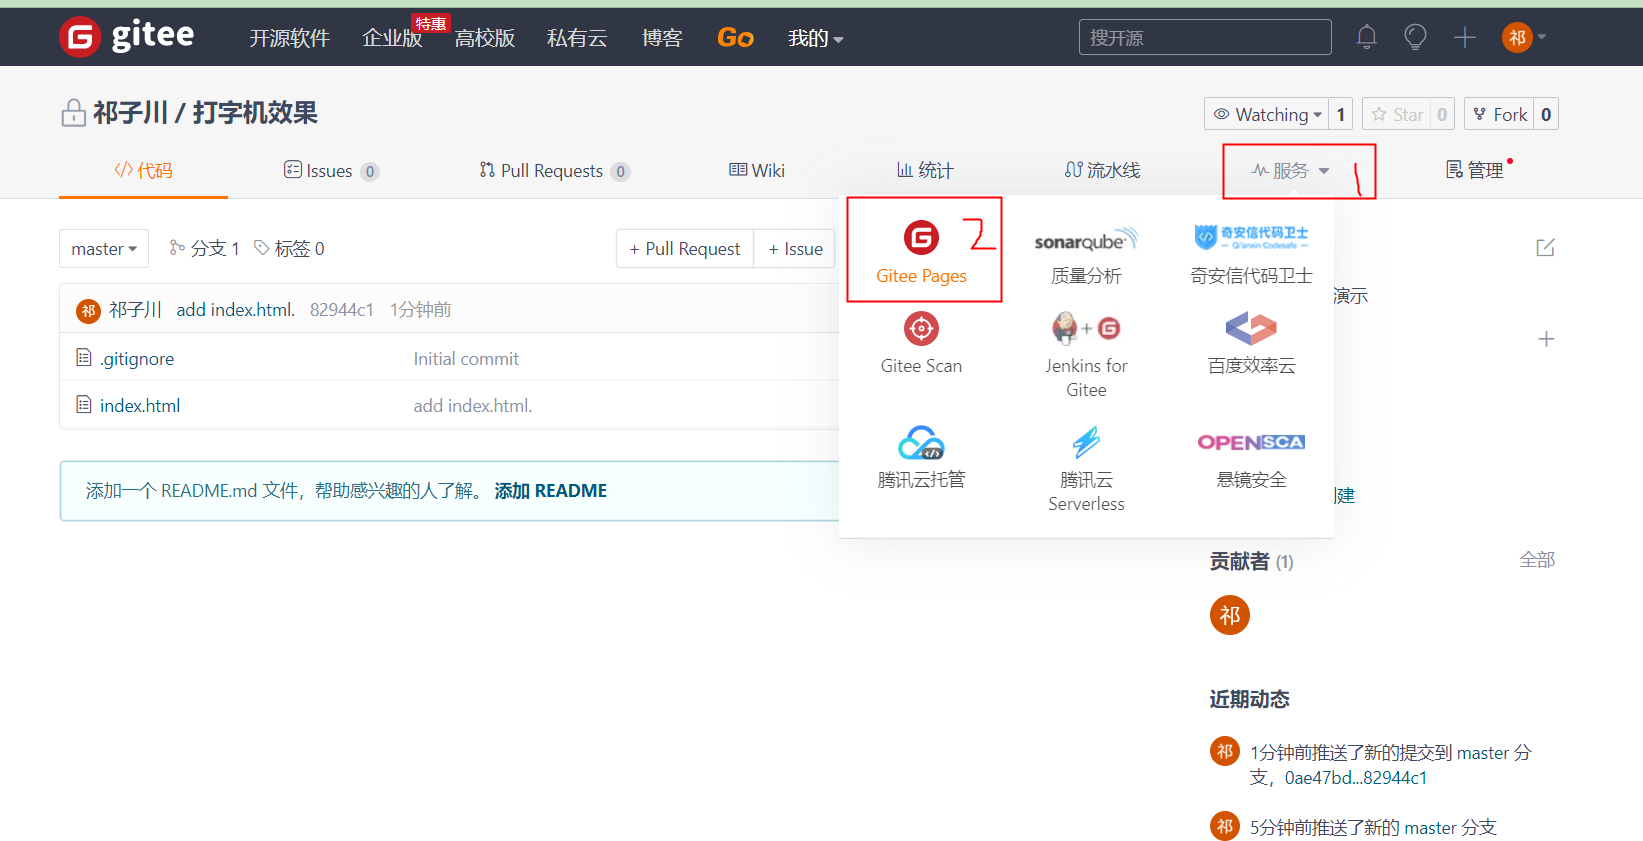 gitee 开源软件 企业版 特惠 高校版 私有云 博客 Go 我的 搜开源 祁
祁子川 / 打字机效果 Watching 1 Star 0 Fork 0
代码 Issues 0 Pull Requests 0 Wiki 统计 流水线 服务 1 管理
master 分支 1 标签 0 + Pull Request + Issue
祁 祁子川 add index.html. 82944c1 1分钟前
.gitignore Initial commit
index.html add index.html.
添加一个 README.md 文件，帮助感兴趣的人了解。 添加 README
G 2
Gitee Pages
sonarqube
质量分析
奇安信代码卫士
Qi'anxin Codesafe
奇安信代码卫士
Gitee Scan
+ G
Jenkins for
Gitee
百度效率云
腾讯云托管
腾讯云
Serverless
OPENSCA
悬镜安全
演示
建
贡献者 (1) 全部
祁
近期动态
祁 1分钟前推送了新的提交到 master 分
支，0ae47bd...82944c1
祁 5分钟前推送了新的 master 分支